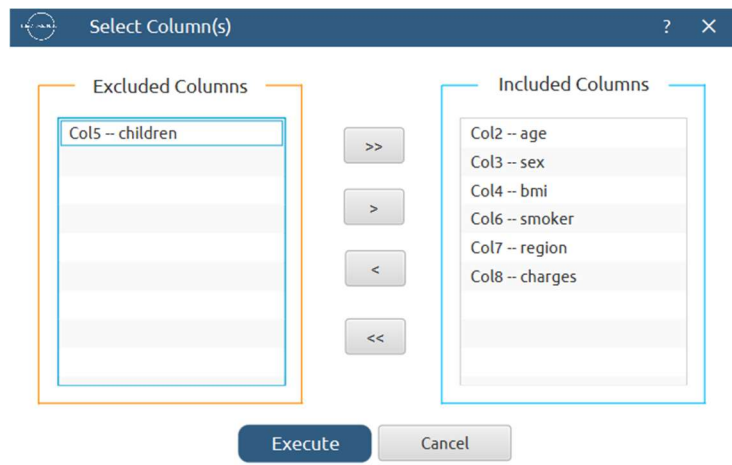 Select Column(s)
?
Excluded Columns
Included Columns
Col5 -- children
Col2 -- age
Col3 -- sex
Col4 -- bmi
Col6 -- smoker
Col7 -- region
Col8 -- charges
>>
>
<
<<
Execute
Cancel